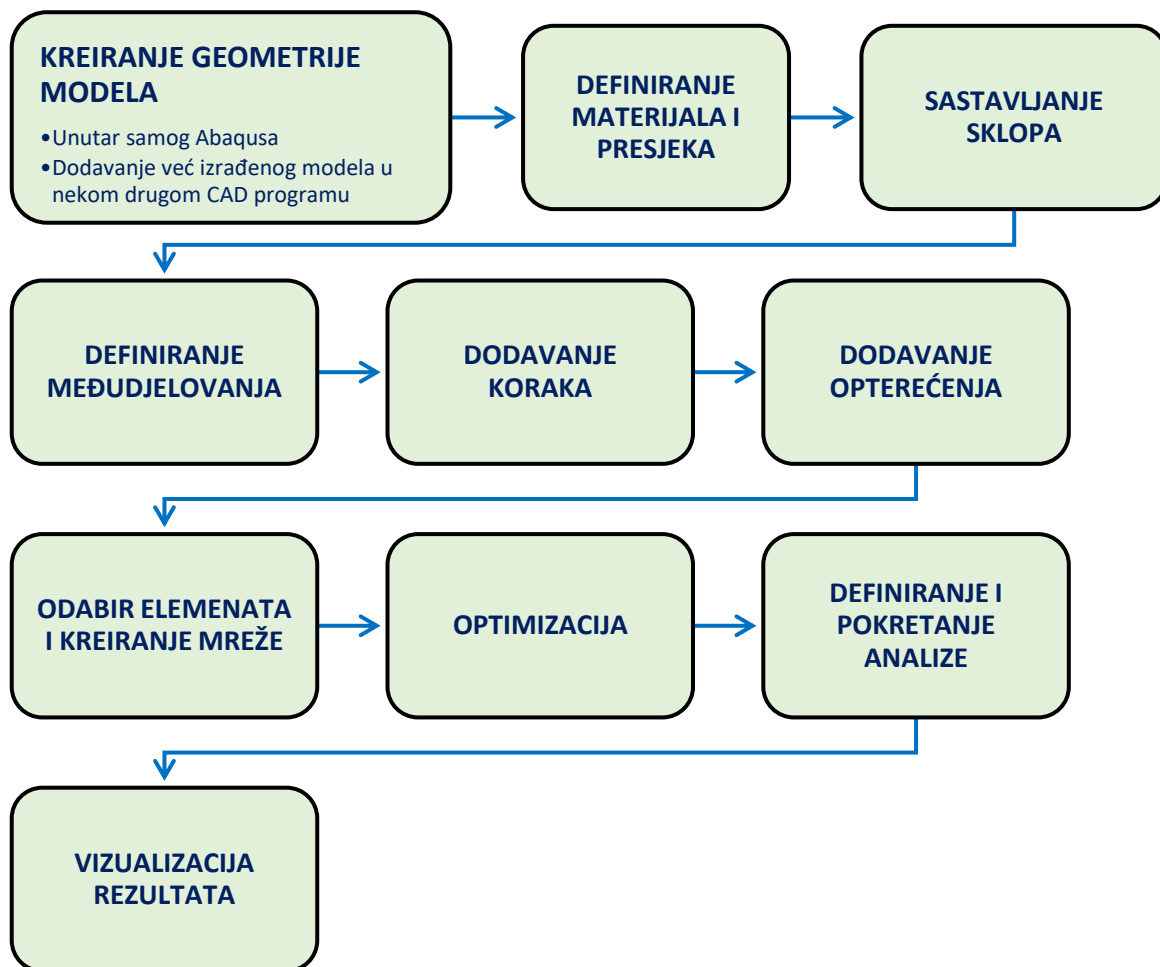 KREIRANJE GEOMETRIJE
MODELA
•Unutar samog Abaqusa
•Dodavanje već izrađenog modela u
nekom drugom CAD programu
DEFINIRANJE
MATERIJALA I
PRESJEKA
SASTAVLJANJE
SKLOPA
DEFINIRANJE
MEĐUDJELOVANJA
DODAVANJE
KORAKA
DODAVANJE
OPTEREĆENJA
ODABIR ELEMENATA
I KREIRANJE MREŽE
OPTIMIZACIJA
DEFINIRANJE I
POKRETANJE
ANALIZE
VIZUALIZACIJA
REZULTATA